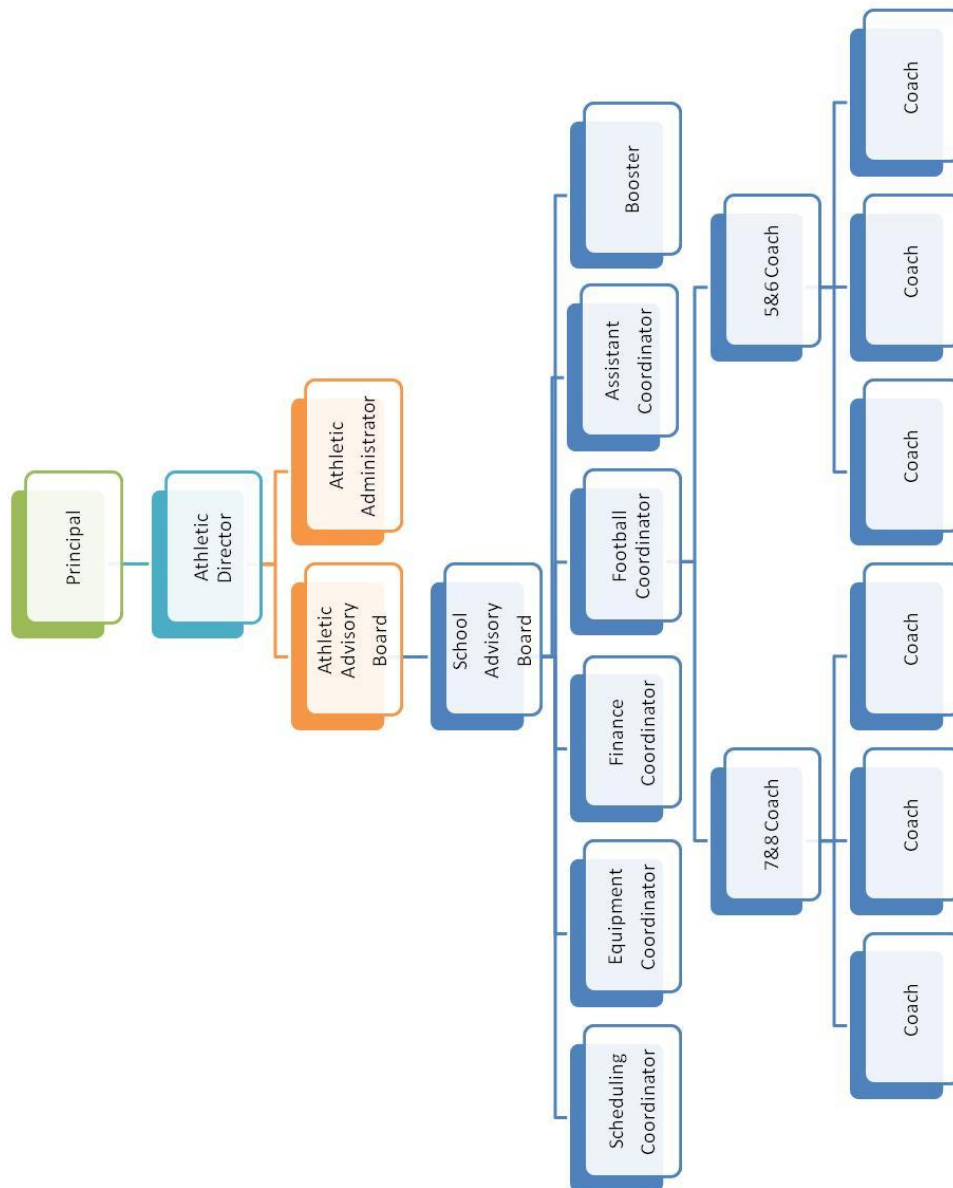 Principal
Athletic
Director
Athletic
Advisory
Board
Athletic
Administrator
School
Advisory
Board
Scheduling
Coordinator
Equipment
Coordinator
Finance
Coordinator
Football
Coordinator
Assistant
Coordinator
Booster
7&8 Coach
5&6 Coach
Coach
Coach
Coach
Coach
Coach
Coach